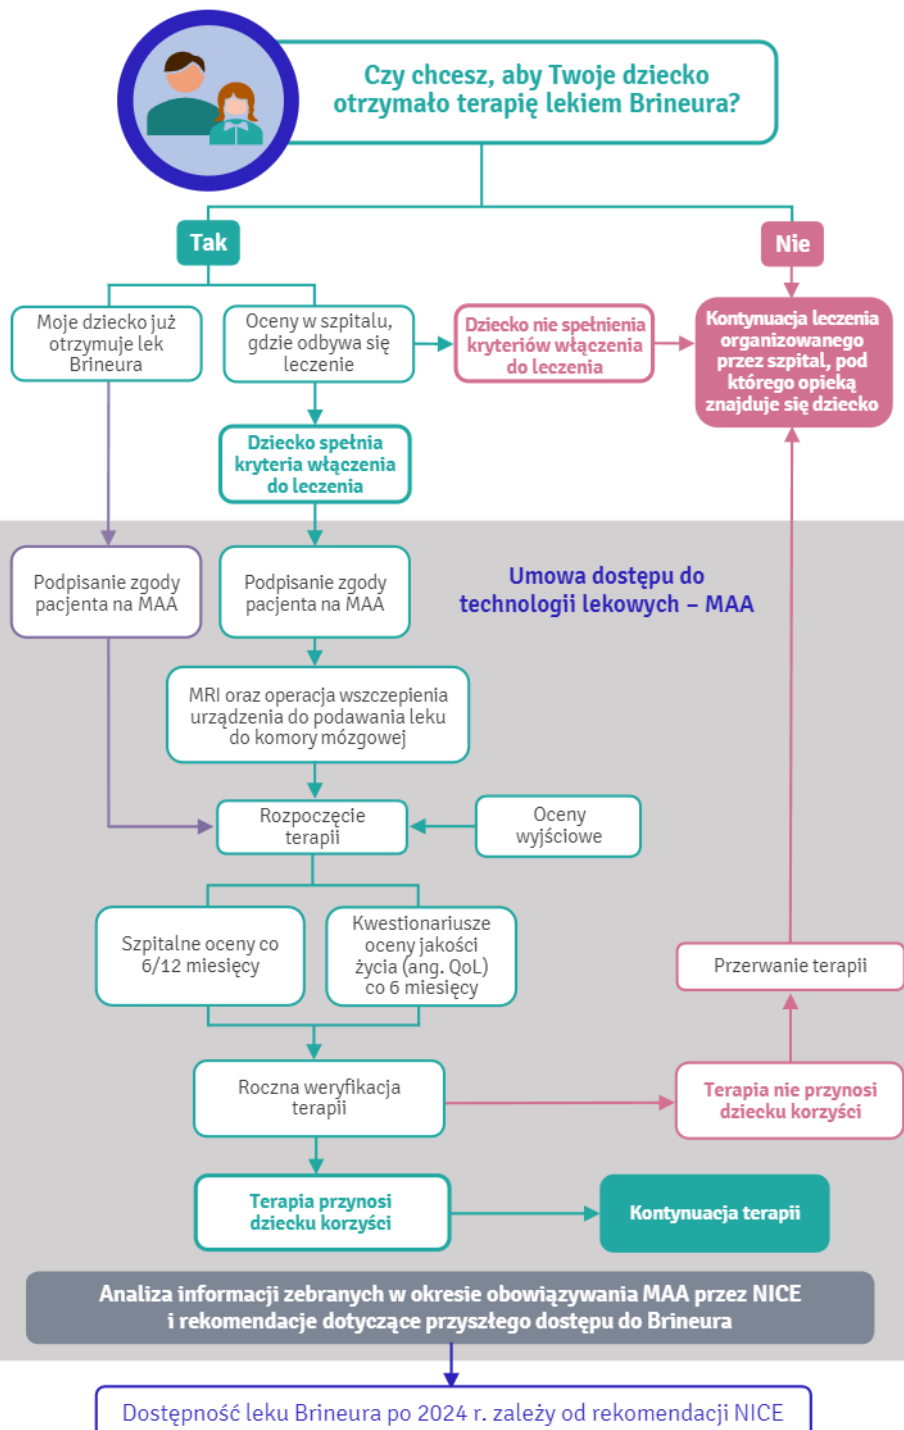 Czy chcesz, aby Twoje dziecko
otrzymało terapię lekiem Brineura?
Tak
Nie
Moje dziecko już
otrzymuje lek
Brineura
Oceny w szpitalu,
gdzie odbywa się
leczenie
Dziecko nie spełnienia
kryteriów włączenia
do leczenia
Kontynuacja leczenia
organizowanego
przez szpital, pod
którego opieką
znajduje się dziecko
Dziecko spełnia
kryteria włączenia
do leczenia
Podpisanie zgody
pacjenta na MAA
Podpisanie zgody
pacjenta na MAA
Umowa dostępu do
technologii lekowych – MAA
MRI oraz operacja wszczepienia
urządzenia do podawania leku
do komory mózgowej
Rozpoczęcie
terapii
Oceny
wyjściowe
Szpitalne oceny co
6/12 miesięcy
Kwestionariusze
oceny jakości
życia (ang. QoL)
co 6 miesięcy
Przerwanie terapii
Roczna weryfikacja
terapii
Terapia nie przynosi
dziecku korzyści
Terapia przynosi
dziecku korzyści
Kontynuacja terapii
Analiza informacji zebranych w okresie obowiązywania MAA przez NICE
i rekomendacje dotyczące przyszłego dostępu do Brineura
Dostępność leku Brineura po 2024 r. zależy od rekomendacji NICE